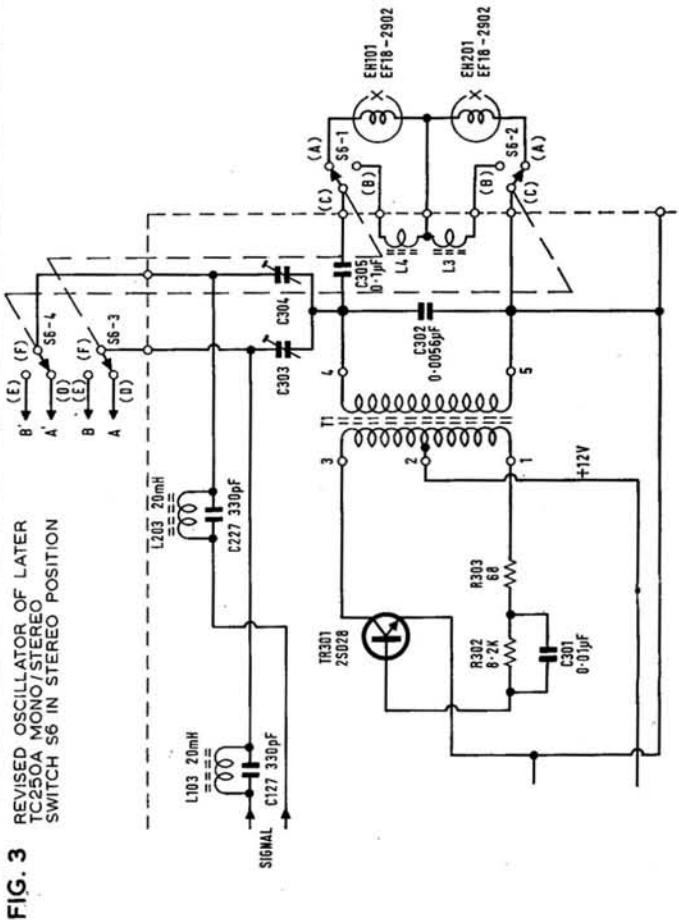 FIG. 3
REVISED OSCILLATOR OF LATER
TC250A MONO/STEREO
SWITCH S6 IN STEREO POSITION
B'
(E)
A'
(D)
(F)
S6-4
B
(E)
A
(D)
(F)
S6-3
L203 20mH
C227 330pF
L103 20mH
C127 330pF
SIGNAL
C303
C304
C305
0·1µF
C302
0·0056µF
(C)
(A)
S6-1
(B)
L4
L3
(B)
S6-2
(C)
(A)
EH101
EF18-2902
EH201
EF18-2902
T1
3
2
1
4
5
+12V
TR301
2SD28
R303
68
R302
8·2K
C301
0·01µF